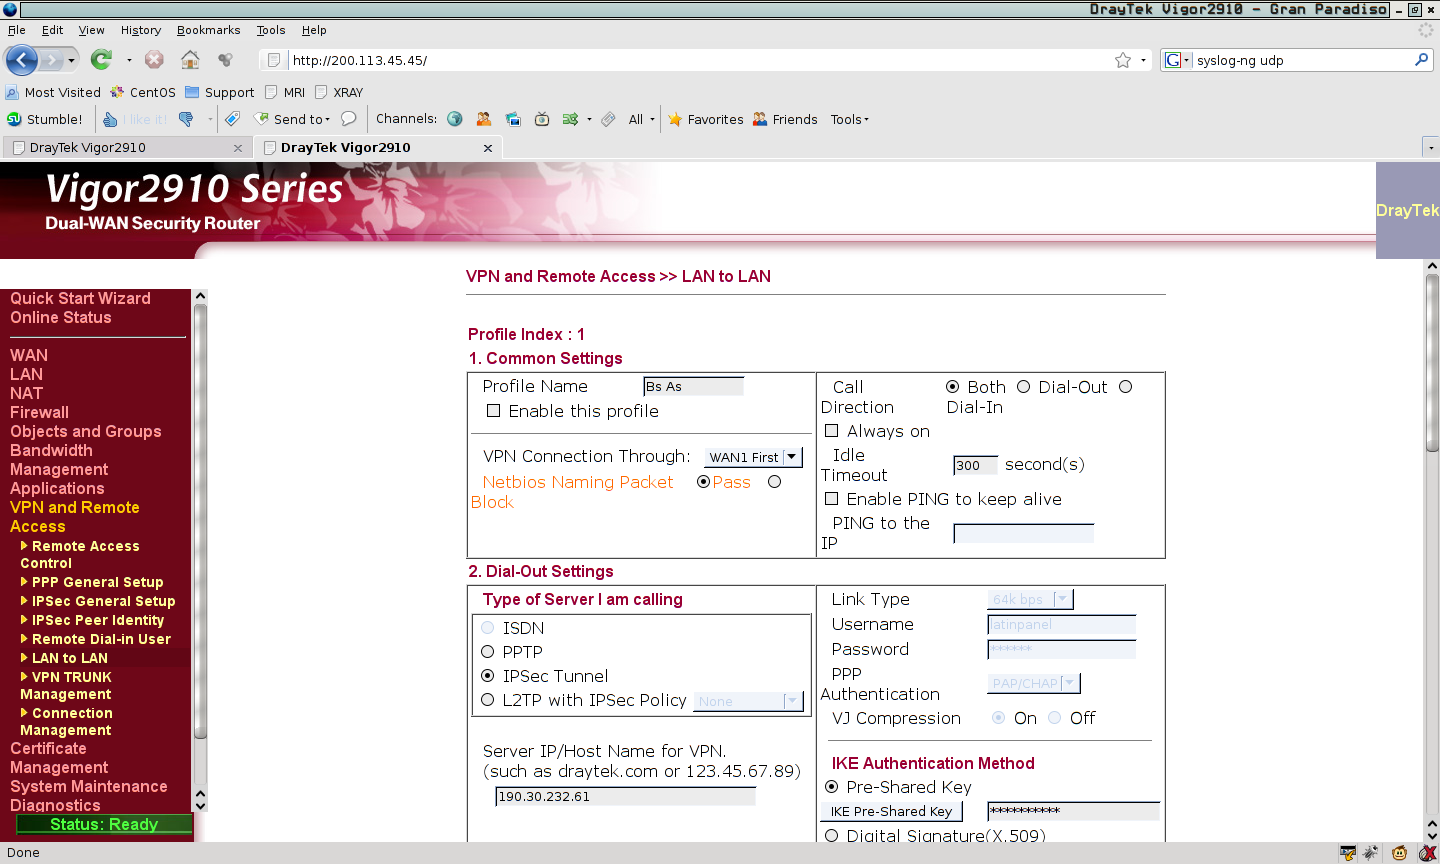 DrayTek Vigor2910 - Gran Paradiso
File Edit View History Bookmarks Tools Help
http://200.113.45.45/
G syslog-ng udp
Most Visited CentOS Support MRI XRAY
Stumble! I like it! Send to Channels: All Favorites Friends Tools
DrayTek Vigor2910
DrayTek Vigor2910
Vigor2910 Series
Dual-WAN Security Router
DrayTek
Quick Start Wizard
Online Status
WAN
LAN
NAT
Firewall
Objects and Groups
Bandwidth
Management
Applications
VPN and Remote
Access
Remote Access
Control
PPP General Setup
IPSec General Setup
IPSec Peer Identity
Remote Dial-in User
LAN to LAN
VPN TRUNK
Management
Connection
Management
Certificate
Management
System Maintenance
Diagnostics
Status: Ready
VPN and Remote Access >> LAN to LAN
Profile Index : 1
1. Common Settings
Profile Name Bs As
Enable this profile
VPN Connection Through: WAN1 First
Netbios Naming Packet Pass
Block
Call Both Dial-Out
Direction Dial-In
Always on
Idle
Timeout 300 second(s)
Enable PING to keep alive
PING to the
IP
2. Dial-Out Settings
Type of Server I am calling
ISDN
PPTP
IPSec Tunnel
L2TP with IPSec Policy None
Server IP/Host Name for VPN.
(such as draytek.com or 123.45.67.89)
190.30.232.61
Link Type 64k bps
Username latinpanel
Password ******
PPP
Authentication PAP/CHAP
VJ Compression On Off
IKE Authentication Method
Pre-Shared Key
IKE Pre-Shared Key **********
Digital Signature(X.509)
Done